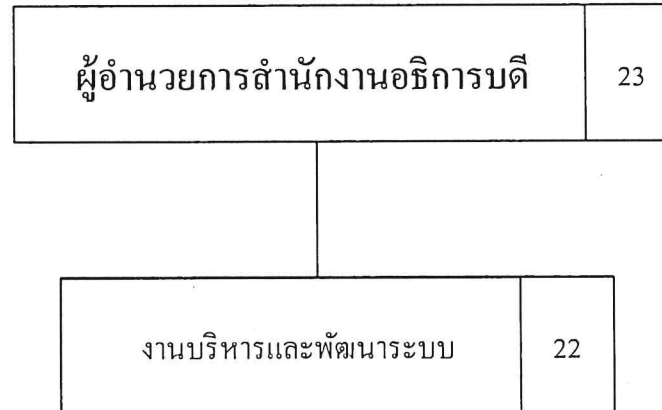 ผู้อำนวยการสำนักงานอธิการบดี 23
งานบริหารและพัฒนาระบบ 22